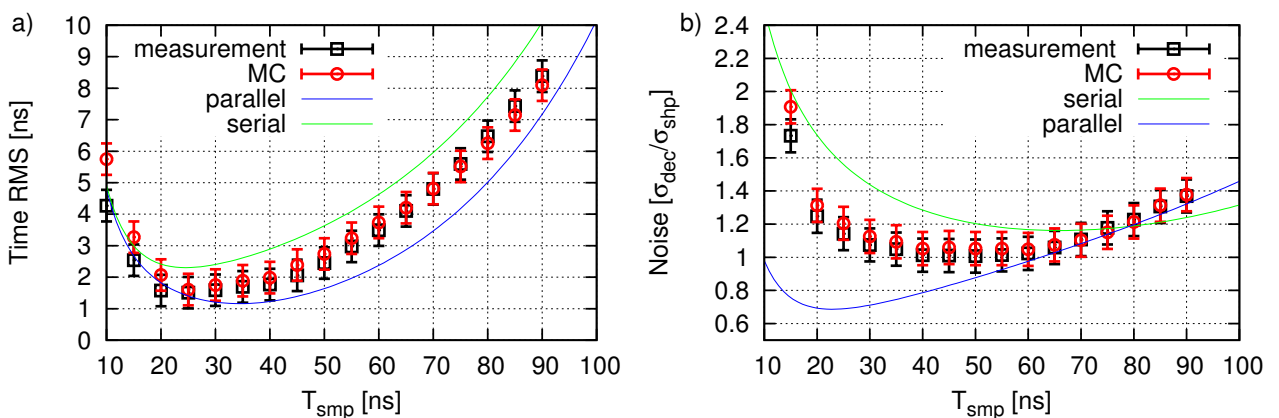 a)
Time RMS [ns]
10
9
8
7
6
5
4
3
2
1
0
measurement
MC
parallel
serial
10 20 30 40 50 60 70 80 90 100
T_smp [ns]
b)
Noise [σ_dec/σ_shp]
2.4
2.2
2
1.8
1.6
1.4
1.2
1
0.8
0.6
measurement
MC
serial
parallel
10 20 30 40 50 60 70 80 90 100
T_smp [ns]